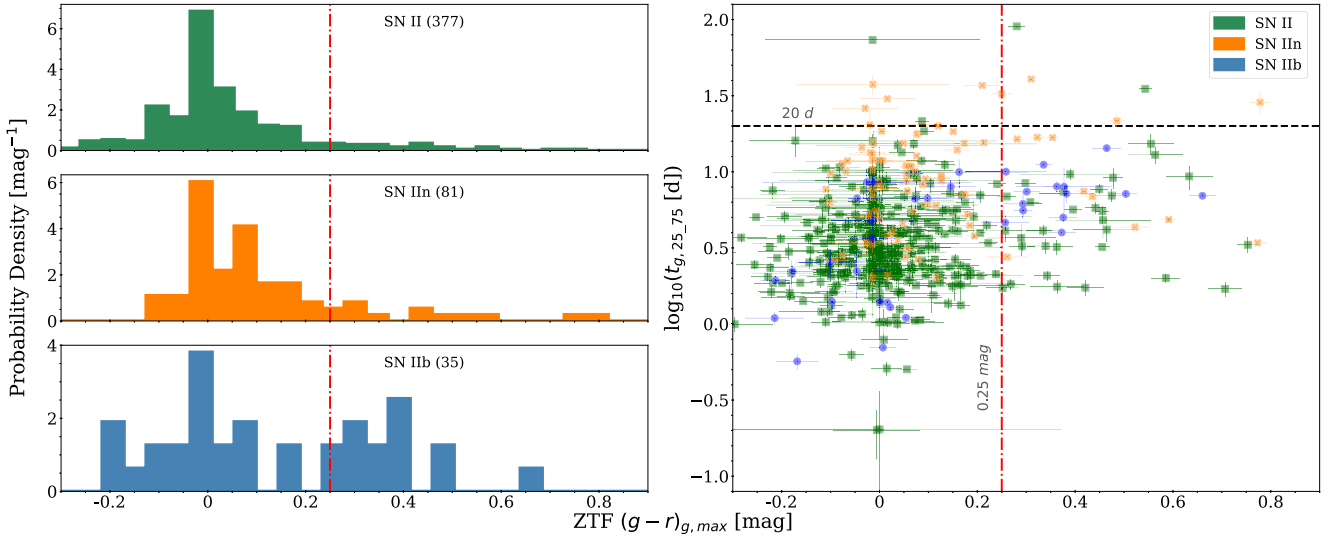 SN II (377)
6
4
2
0
SN IIn (81)
6
4
2
0
SN IIb (35)
4
2
0
-0.2 0 0.2 0.4 0.6 0.8
Probability Density [mag⁻¹]
2.0
1.5
1.0
0.5
0.0
−0.5
−1.0
log₁₀(t_{g,25_75} [d])
SN II
SN IIn
SN IIb
20 d
0.25 mag
-0.2 0 0.2 0.4 0.6 0.8
ZTF (g − r)_{g,max} [mag]